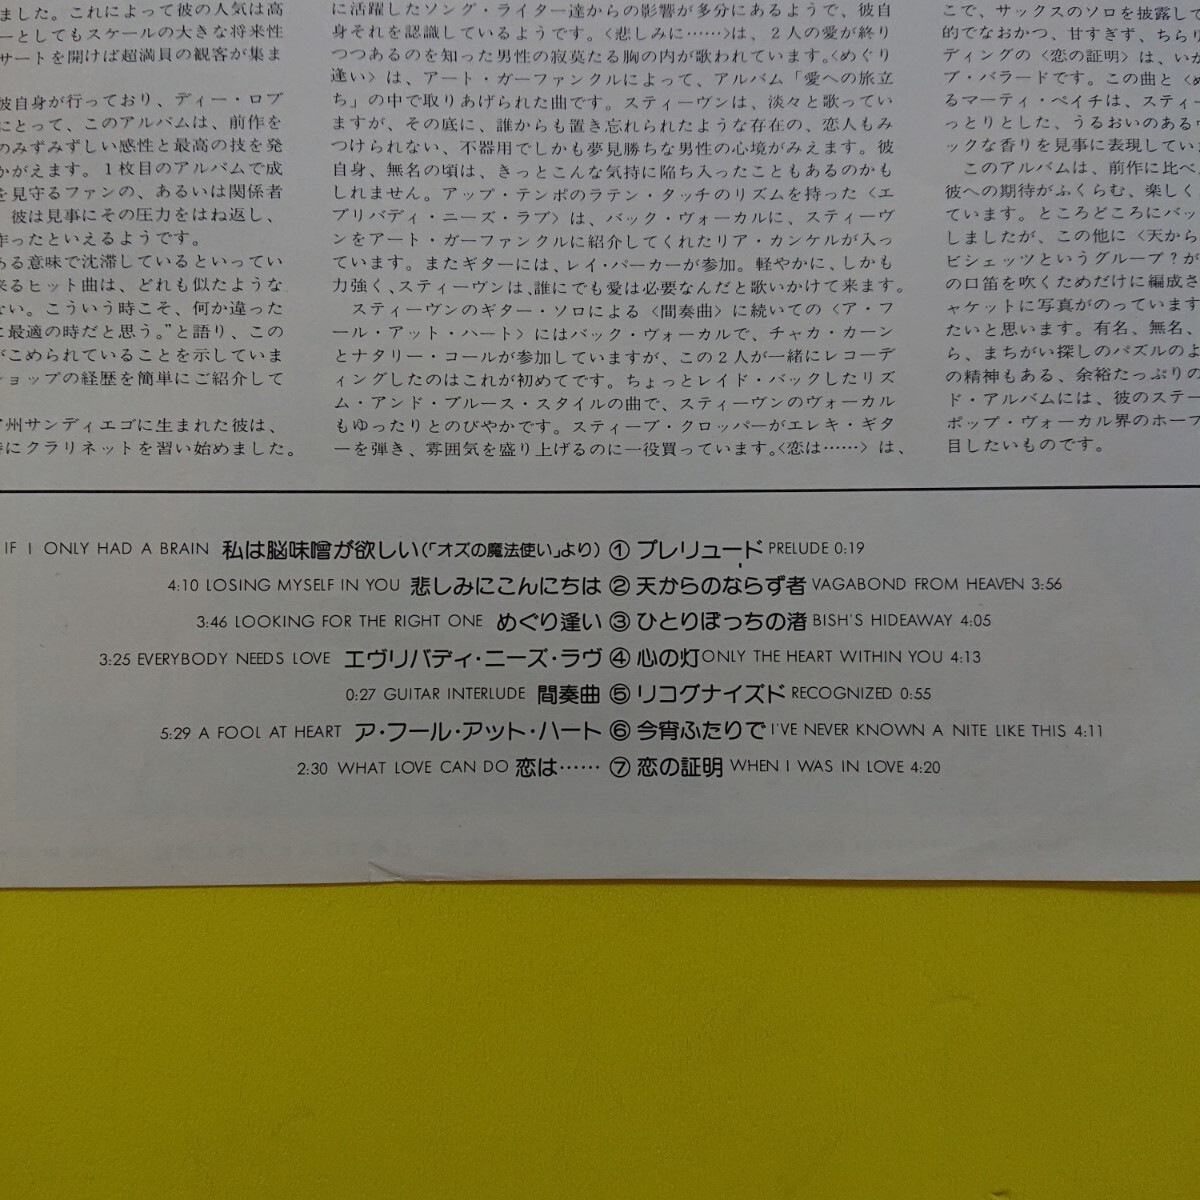 ました。これによって彼の人気は高
ーとしてもスケールの大きな将来性
サートを開けば超満員の観客が集ま
彼自身が行っており、ディー・ロブ
にとって、このアルバムは、前作を
のみずみずしい感性と最高の技を発
かがえます。1枚目のアルバムで成
を見守るファンの、あるいは関係者
彼は見事にその圧力をはね返し、
作ったといえるようです。
ある意味で沈滞しているといってい
来るヒット曲は、どれも似たような
ない。こういう時こそ、何か違った
に最適の時だと思う。”と語り、この
がこめられていることを示していま
ショップの経歴を簡単にご紹介して
州サンディエゴに生まれた彼は、
時にクラリネットを習い始めました。
に活躍したソング・ライター達からの影響が多分にあるようで、彼自
身それを認識しているようです。〈悲しみに……〉は、2人の愛が終り
つつあるのを知った男性の寂莫たる胸の内が歌われています。〈めぐり
逢い〉は、アート・ガーファンクルによって、アルバム「愛への旅立
ち」の中で取りあげられた曲です。スティーヴンは、淡々と歌ってい
ますが、その底に、誰からも置き忘れられたような存在の、恋人もみ
つけられない、不器用でしかも夢見勝ちな男性の心境がみえます。彼
自身、無名の頃は、きっとこんな気持に陥ち入ったこともあるのかも
しれません。アップ・テンポのラテン・タッチのリズムを持った〈エ
ブリバディ・ニーズ・ラブ〉は、バック・ヴォーカルに、スティーヴ
ンをアート・ガーファンクルに紹介してくれたリア・カンケルが入っ
ています。またギターには、レイ・パーカーが参加。軽やかに、しかも
力強く、スティーヴンは、誰にでも愛は必要なんだと歌いかけて来ます。
スティーヴンのギター・ソロによる〈間奏曲〉に続いての〈ア・フ
ール・アット・ハート〉にはバック・ヴォーカルで、チャカ・カーン
とナタリー・コールが参加していますが、この2人が一緒にレコーデ
ィングしたのはこれが初めてです。ちょっとレイド・バックしたリズ
ム・アンド・ブルース・スタイルの曲で、スティーヴンのヴォーカル
もゆったりとのびやかです。スティーブ・クロッパーがエレキ・ギタ
ーを弾き、雰囲気を盛り上げるのに一役買っています。〈恋は……〉は、
こで、サックスのソロを披露して
的でなおかつ、甘すぎず、ちらり
ディングの〈恋の証明〉は、いか
ブ・バラードです。この曲と〈め
るマーティ・ペイチは、スティ
っとりとした、うるおいのある
ックな香りを見事に表現してい
このアルバムは、前作に比べ
彼への期待がふくらむ、楽しく
ています。ところどころにバッ
しましたが、この他に〈天から
ビシェッツというグループ？が
の口笛を吹くためだけに編成さ
ャケットに写真がのっています
たいと思います。有名、無名、
ら、まちがい探しのパズルのよ
の精神もある、余裕たっぷりの
ド・アルバムには、彼のステー
ポップ・ヴォーカル界のホープ
目したいものです。
IF I ONLY HAD A BRAIN 私は脳味噌が欲しい(「オズの魔法使い」より) ① プレリュード PRELUDE 0:19
4:10 LOSING MYSELF IN YOU 悲しみにこんにちは ② 天からのならず者 VAGABOND FROM HEAVEN 3:56
3:46 LOOKING FOR THE RIGHT ONE めぐり逢い ③ ひとりぼっちの渚 BISH'S HIDEAWAY 4:05
3:25 EVERYBODY NEEDS LOVE エヴリバディ・ニーズ・ラヴ ④ 心の灯 ONLY THE HEART WITHIN YOU 4:13
0:27 GUITAR INTERLUDE 間奏曲 ⑤ リコグナイズド RECOGNIZED 0:55
5:29 A FOOL AT HEART ア・フール・アット・ハート ⑥ 今宵ふたりで I'VE NEVER KNOWN A NITE LIKE THIS 4:11
2:30 WHAT LOVE CAN DO 恋は…… ⑦ 恋の証明 WHEN I WAS IN LOVE 4:20